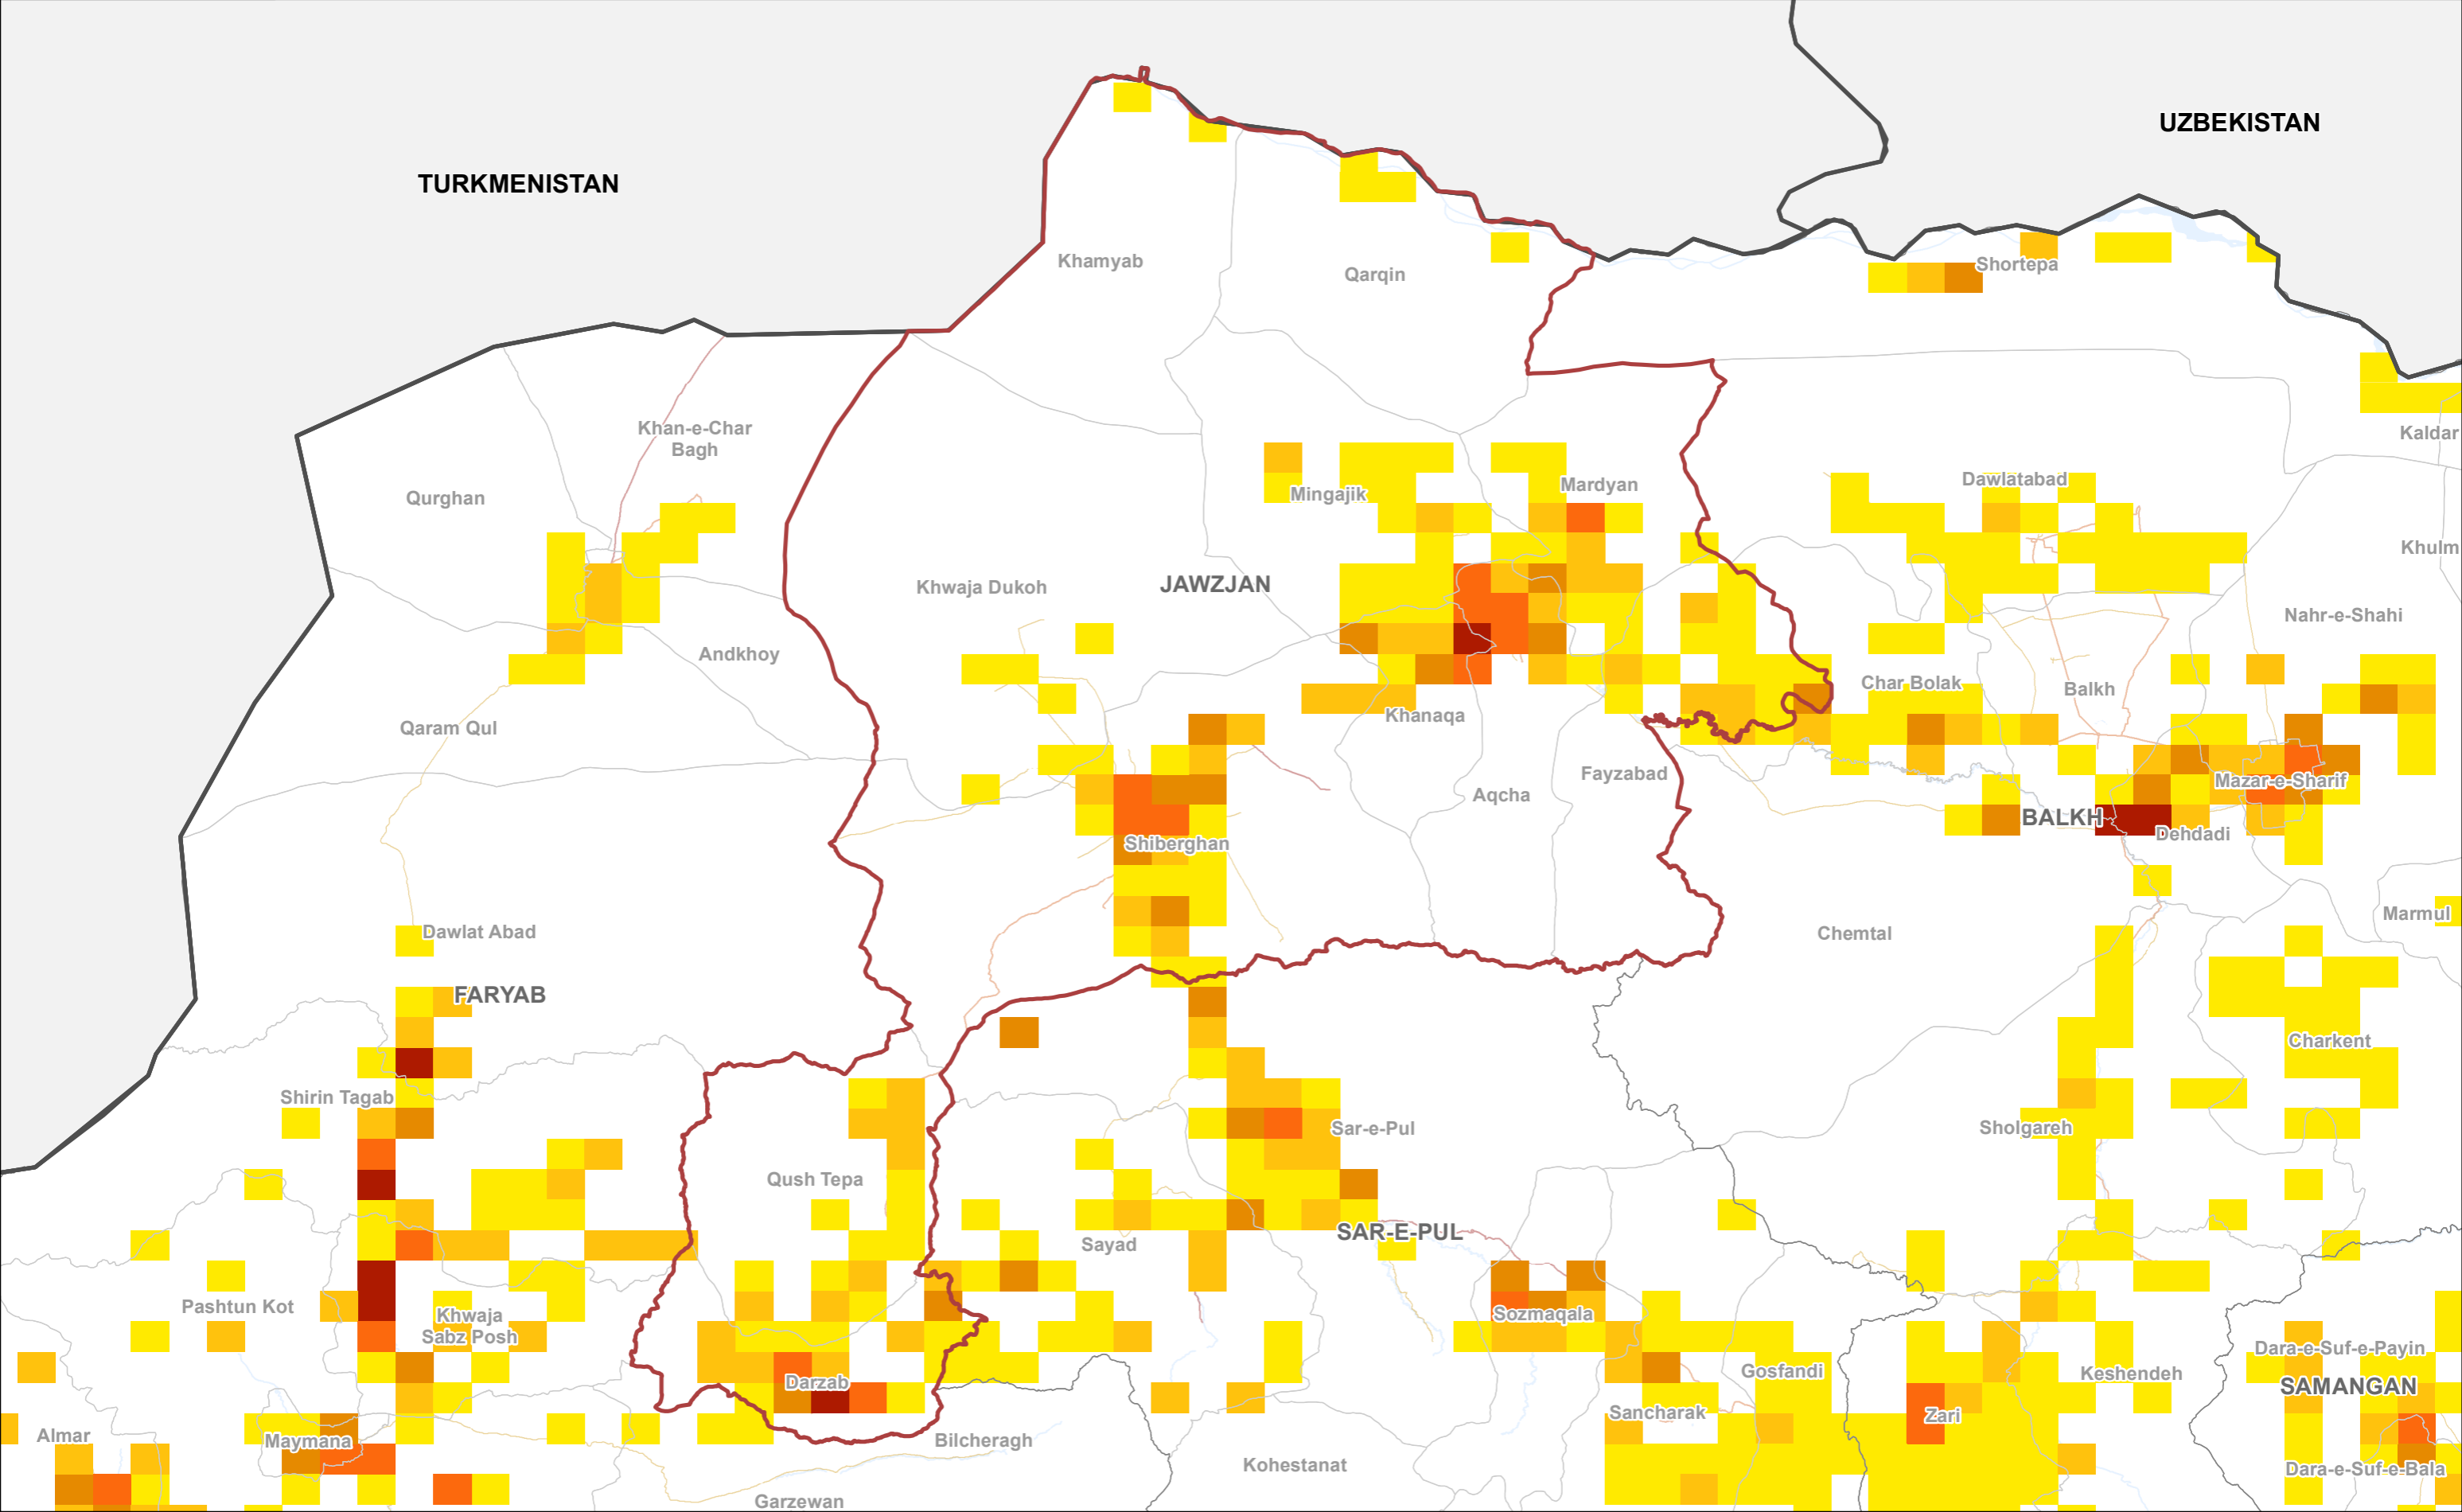 UZBEKISTAN
TURKMENISTAN
Khamyab
Qarqin
Shortepa
Khan-e-Char
Bagh
Kaldar
Qurghan
Mingajik
Mardyan
Dawlatabad
Khulm
Khwaja Dukoh
JAWZJAN
Nahr-e-Shahi
Andkhoy
Char Bolak
Balkh
Qaram Qul
Khanaqa
Fayzabad
Aqcha
Mazar-e-Sharif
BALKH
Dehdadi
Shiberghan
Marmul
Dawlat Abad
Chemtal
FARYAB
Charkent
Shirin Tagab
Sar-e-Pul
Sholgareh
Qush Tepa
SAR-E-PUL
Sayad
Pashtun Kot
Khwaja
Sabz Posh
Sozmaqala
Dara-e-Suf-e-Payin
Gosfandi
Keshendeh
Darzab
SAMANGAN
Sancharak
Zari
Almar
Maymana
Bilcheragh
Kohestanat
Dara-e-Suf-e-Bala
Garzewan